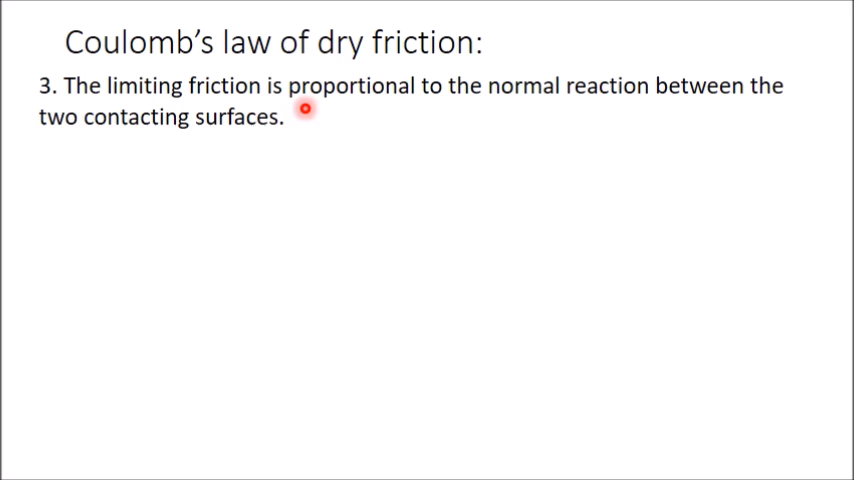 Coulomb’s law of dry friction:
3. The limiting friction is proportional to the normal reaction between the
two contacting surfaces.